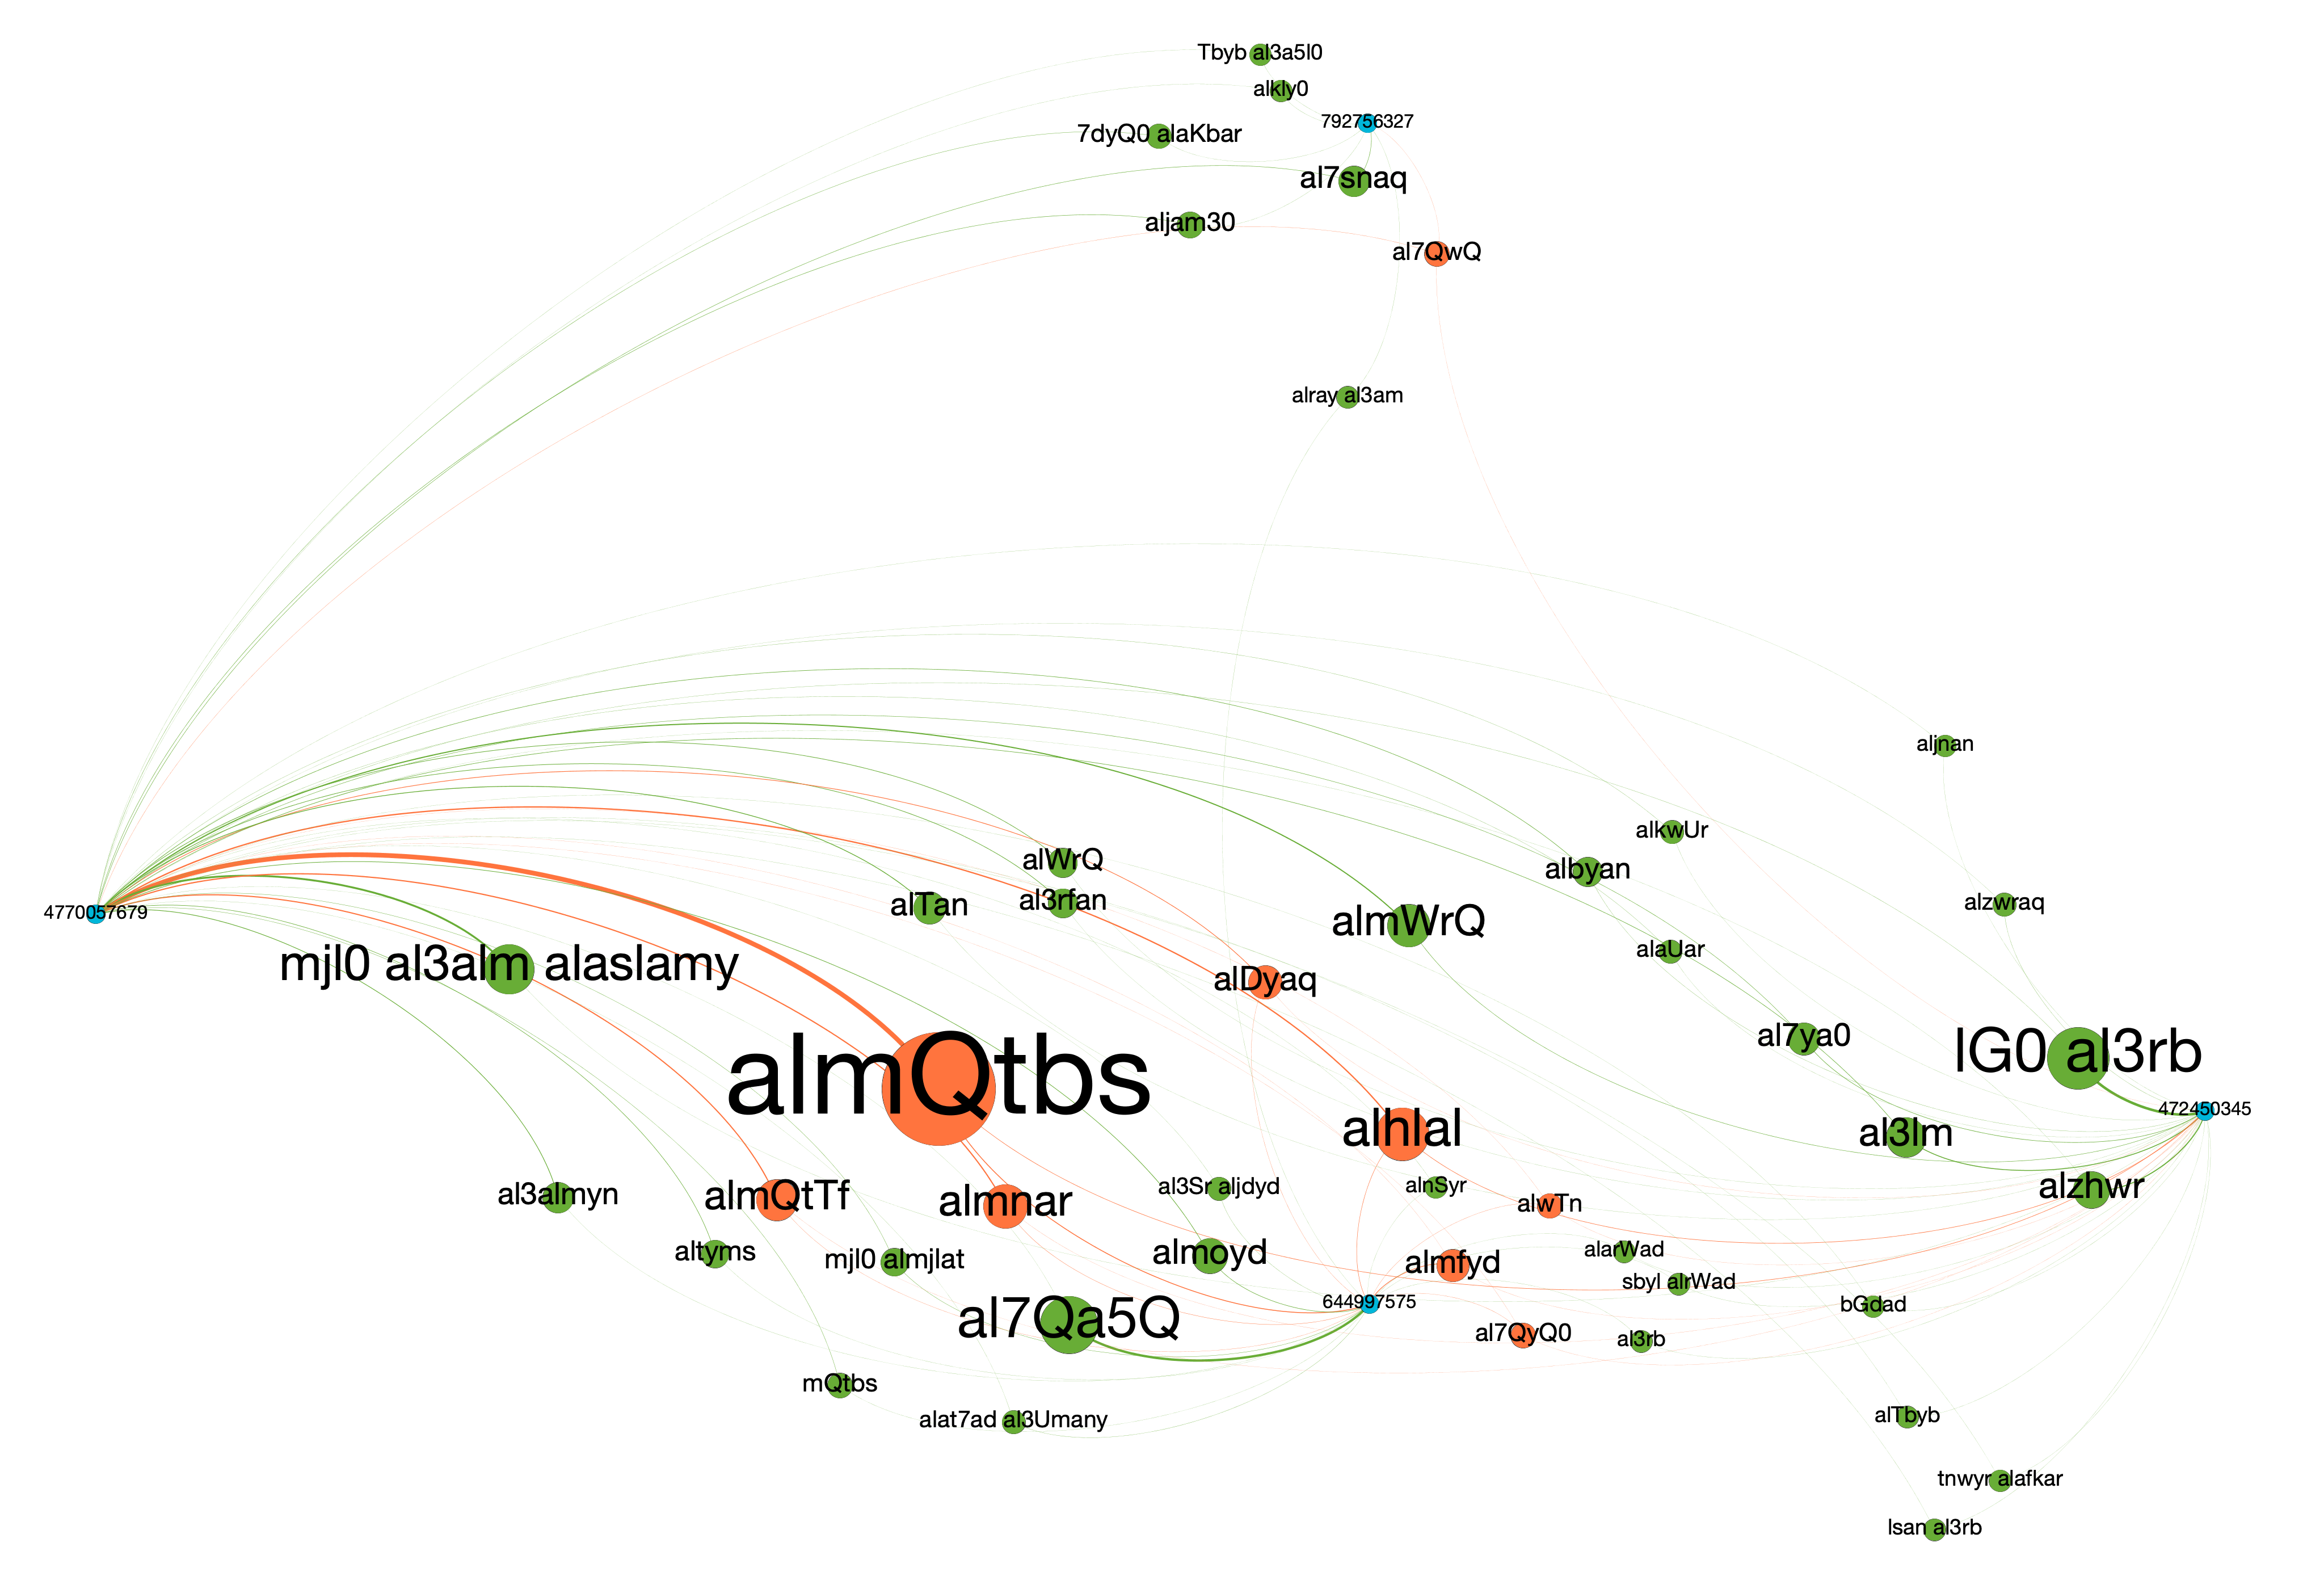 Tbyb al3a5l0
alkly0
792756327
7dyQ0 alaKbar
al7snaq
aljam30
al7QwQ
alray al3am
aljnan
alkwUr
alWrQ
albyan
al3rfan
alTan
alzwraq
4770057679
almWrQ
alaUar
mjl0 al3alm alaslamy
alDyaq
al7ya0
lG0 al3rb
almQtbs
472450345
alhlal
al3lm
al3Sr aljdyd
alnSyr
alzhwr
al3almyn
almQtTf
almnar
alwTn
altyms
mjl0 almjlat
almoyd
alarWad
almfyd
sbyl alrWad
644997575
bGdad
al7Qa5Q
al7QyQ0
al3rb
mQtbs
alat7ad al3Umany
alTbyb
tnwyr alafkar
lsan al3rb